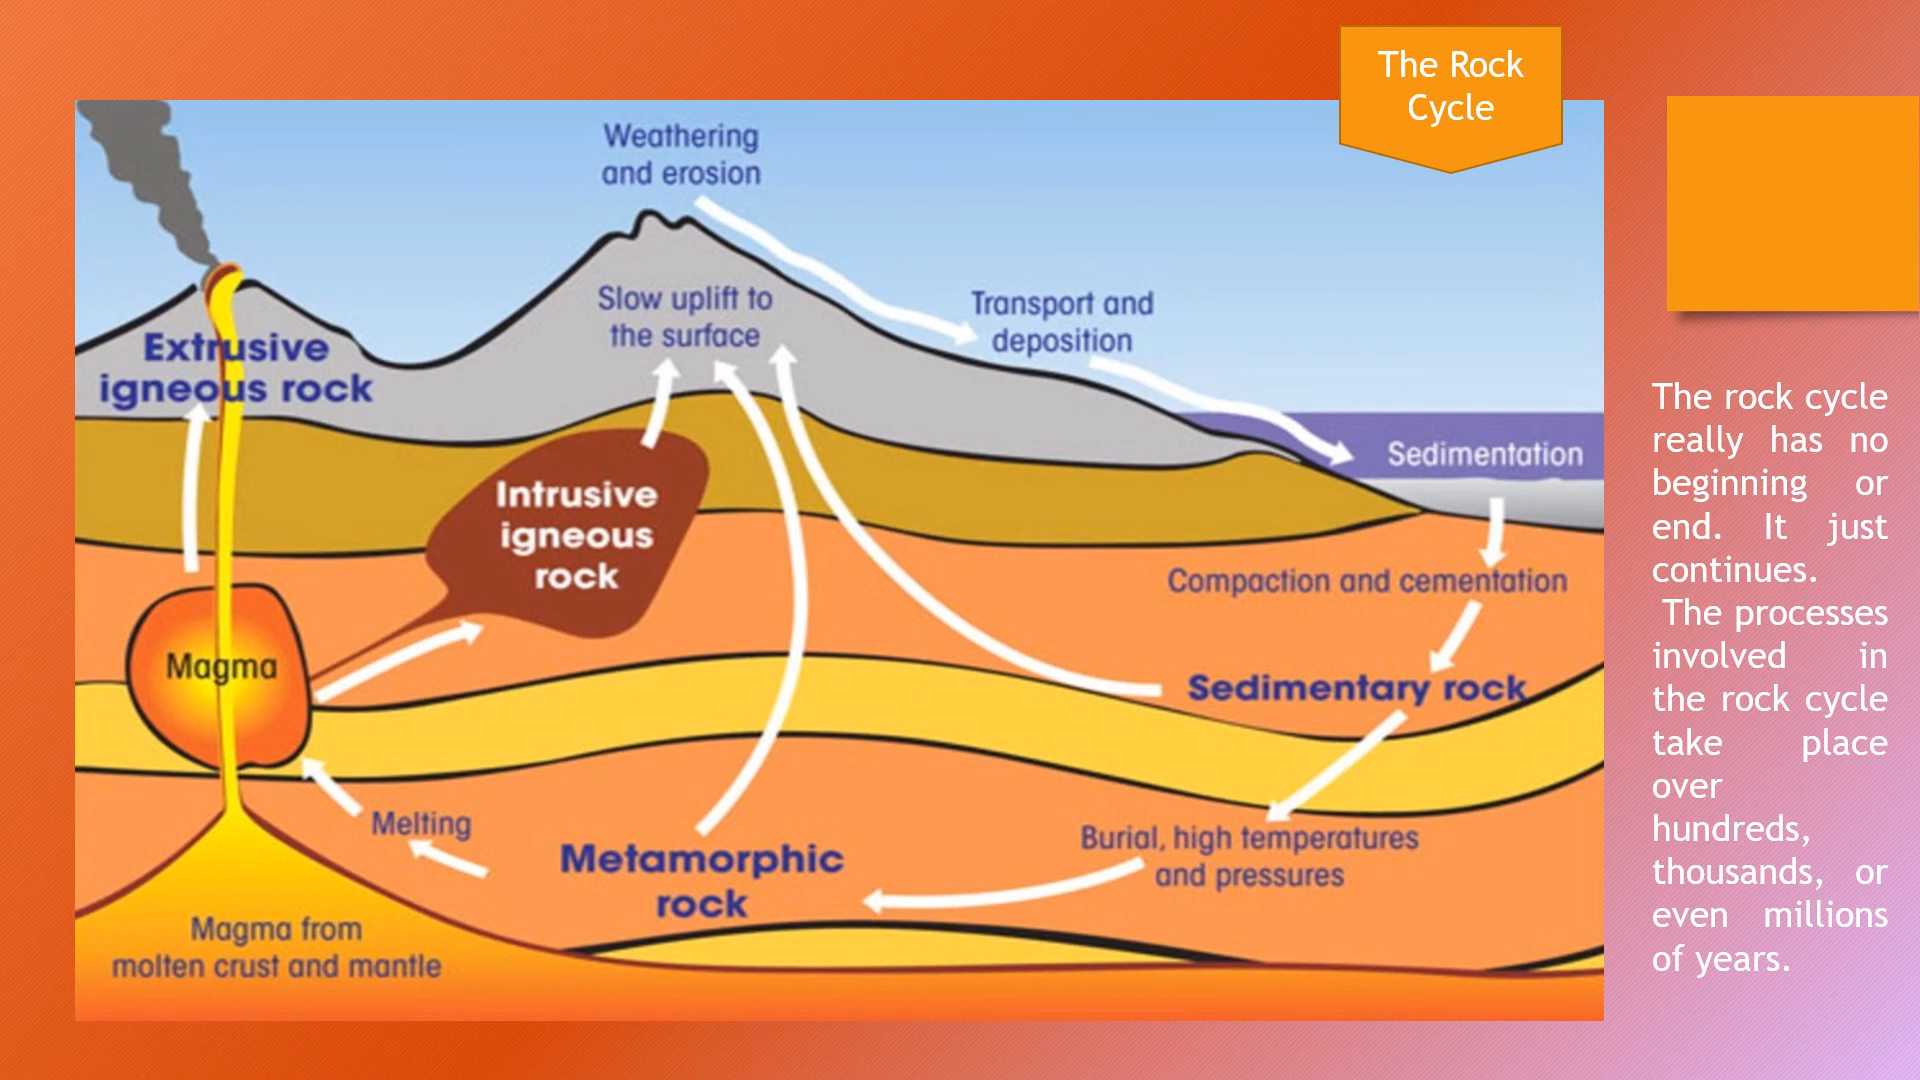 The Rock
Cycle
Weathering
and erosion
Slow uplift to
the surface
Transport and
deposition
Extrusive
igneous rock
Sedimentation
Intrusive
igneous
rock
Compaction and cementation
Magma
Sedimentary rock
Melting
Burial, high temperatures
and pressures
Metamorphic
rock
Magma from
molten crust and mantle
The rock cycle
really has no
beginning or
end. It just
continues.
The processes
involved in
the rock cycle
take place
over
hundreds,
thousands, or
even millions
of years.